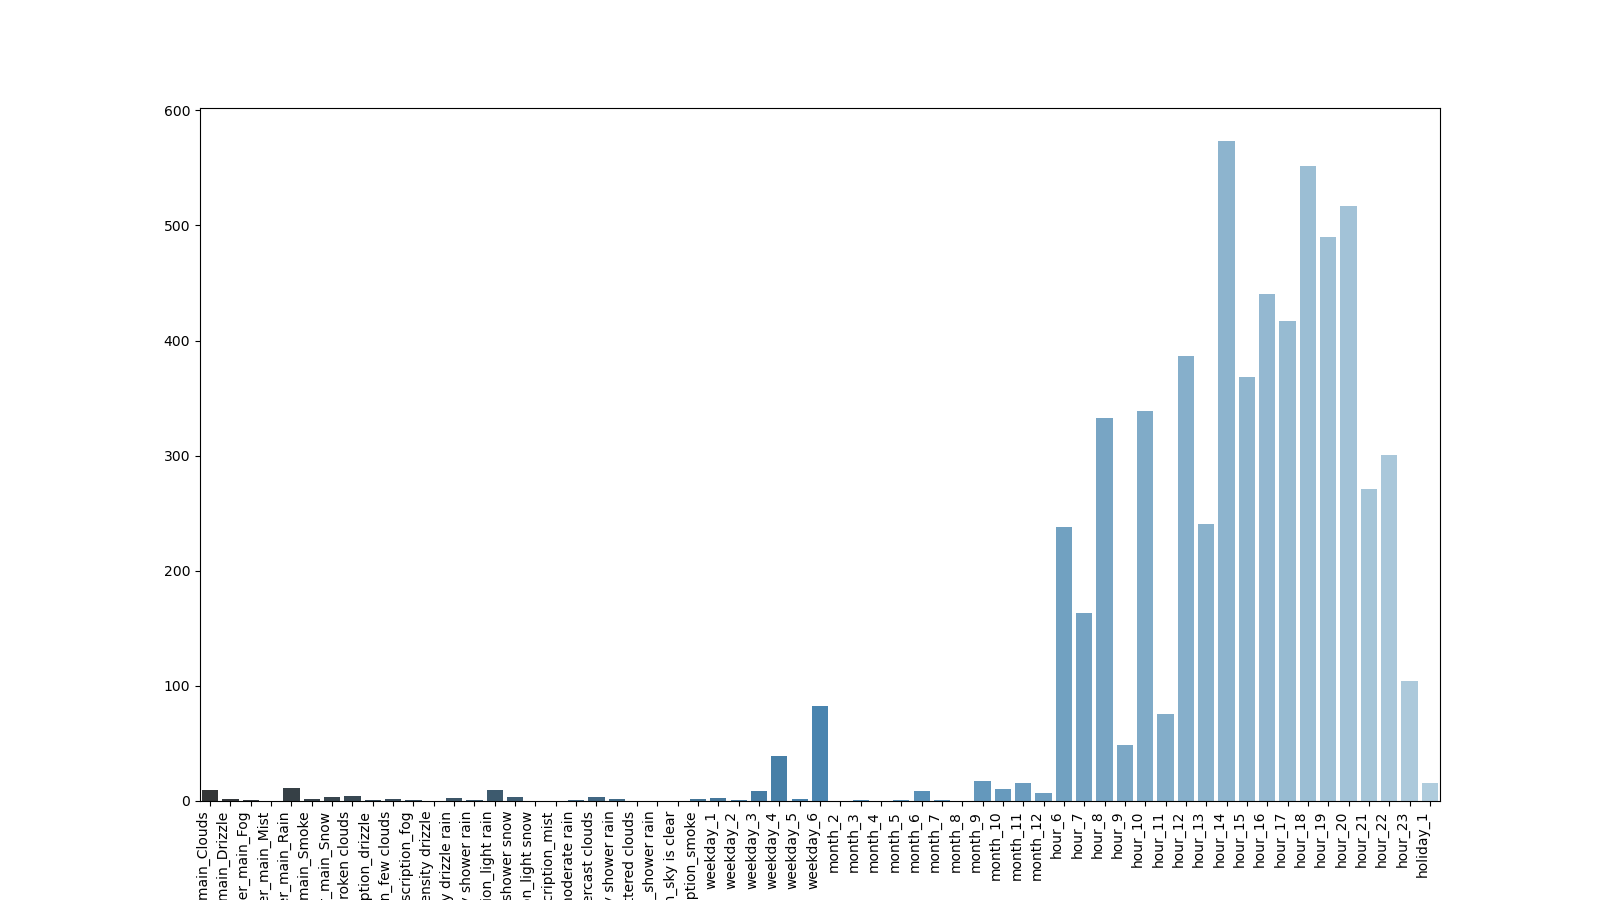 600
500
400
300
200
100
0
main_Clouds
main_Drizzle
er_main_Fog
er_main_Mist
er_main_Rain
main_Smoke
r_main_Snow
roken clouds
ption_drizzle
n_few clouds
scription_fog
ensity drizzle
y drizzle rain
y shower rain
ion_light rain
shower snow
on_light snow
cription_mist
noderate rain
ercast clouds
y shower rain
ttered clouds
_shower rain
n_sky is clear
ption_smoke
weekday_1
weekday_2
weekday_3
weekday_4
weekday_5
weekday_6
month_2
month_3
month_4
month_5
month_6
month_7
month_8
month_9
month_10
month_11
month_12
hour_6
hour_7
hour_8
hour_9
hour_10
hour_11
hour_12
hour_13
hour_14
hour_15
hour_16
hour_17
hour_18
hour_19
hour_20
hour_21
hour_22
hour_23
holiday_1